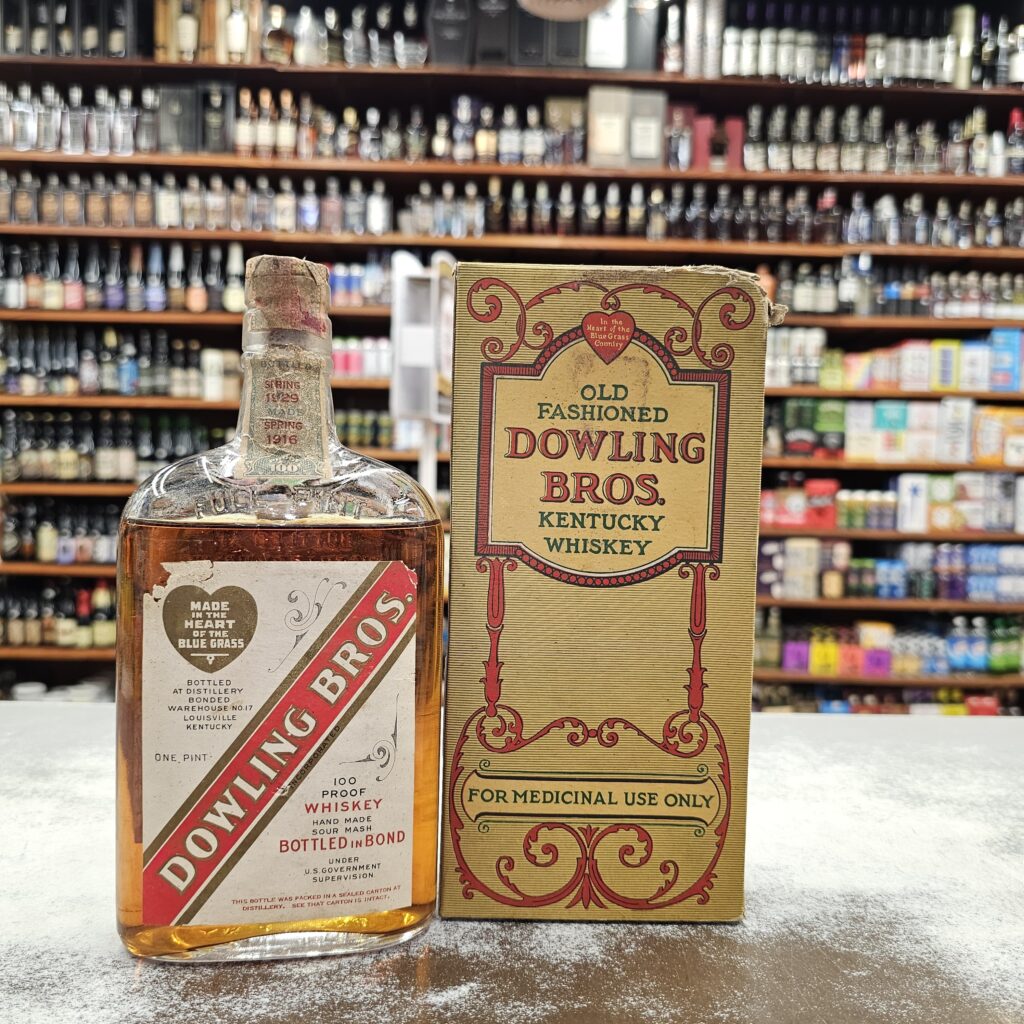 SPRING
1929
MADE
SPRING
1916
100
FULL PINT
MADE
IN THE
HEART
OF THE
BLUE GRASS
BOTTLED
AT DISTILLERY
BONDED
WAREHOUSE NO.17
LOUISVILLE
KENTUCKY
ONE PINT
DOWLING BROS.
INCORPORATED
100
PROOF
WHISKEY
HAND MADE
SOUR MASH
BOTTLED IN BOND
UNDER
U.S. GOVERNMENT
SUPERVISION
THIS BOTTLE WAS PACKED IN A SEALED CARTON AT
DISTILLERY. SEE THAT CARTON IS INTACT.
In the
Heart of the
Blue Grass
Country
OLD
FASHIONED
DOWLING
BROS.
KENTUCKY
WHISKEY
FOR MEDICINAL USE ONLY